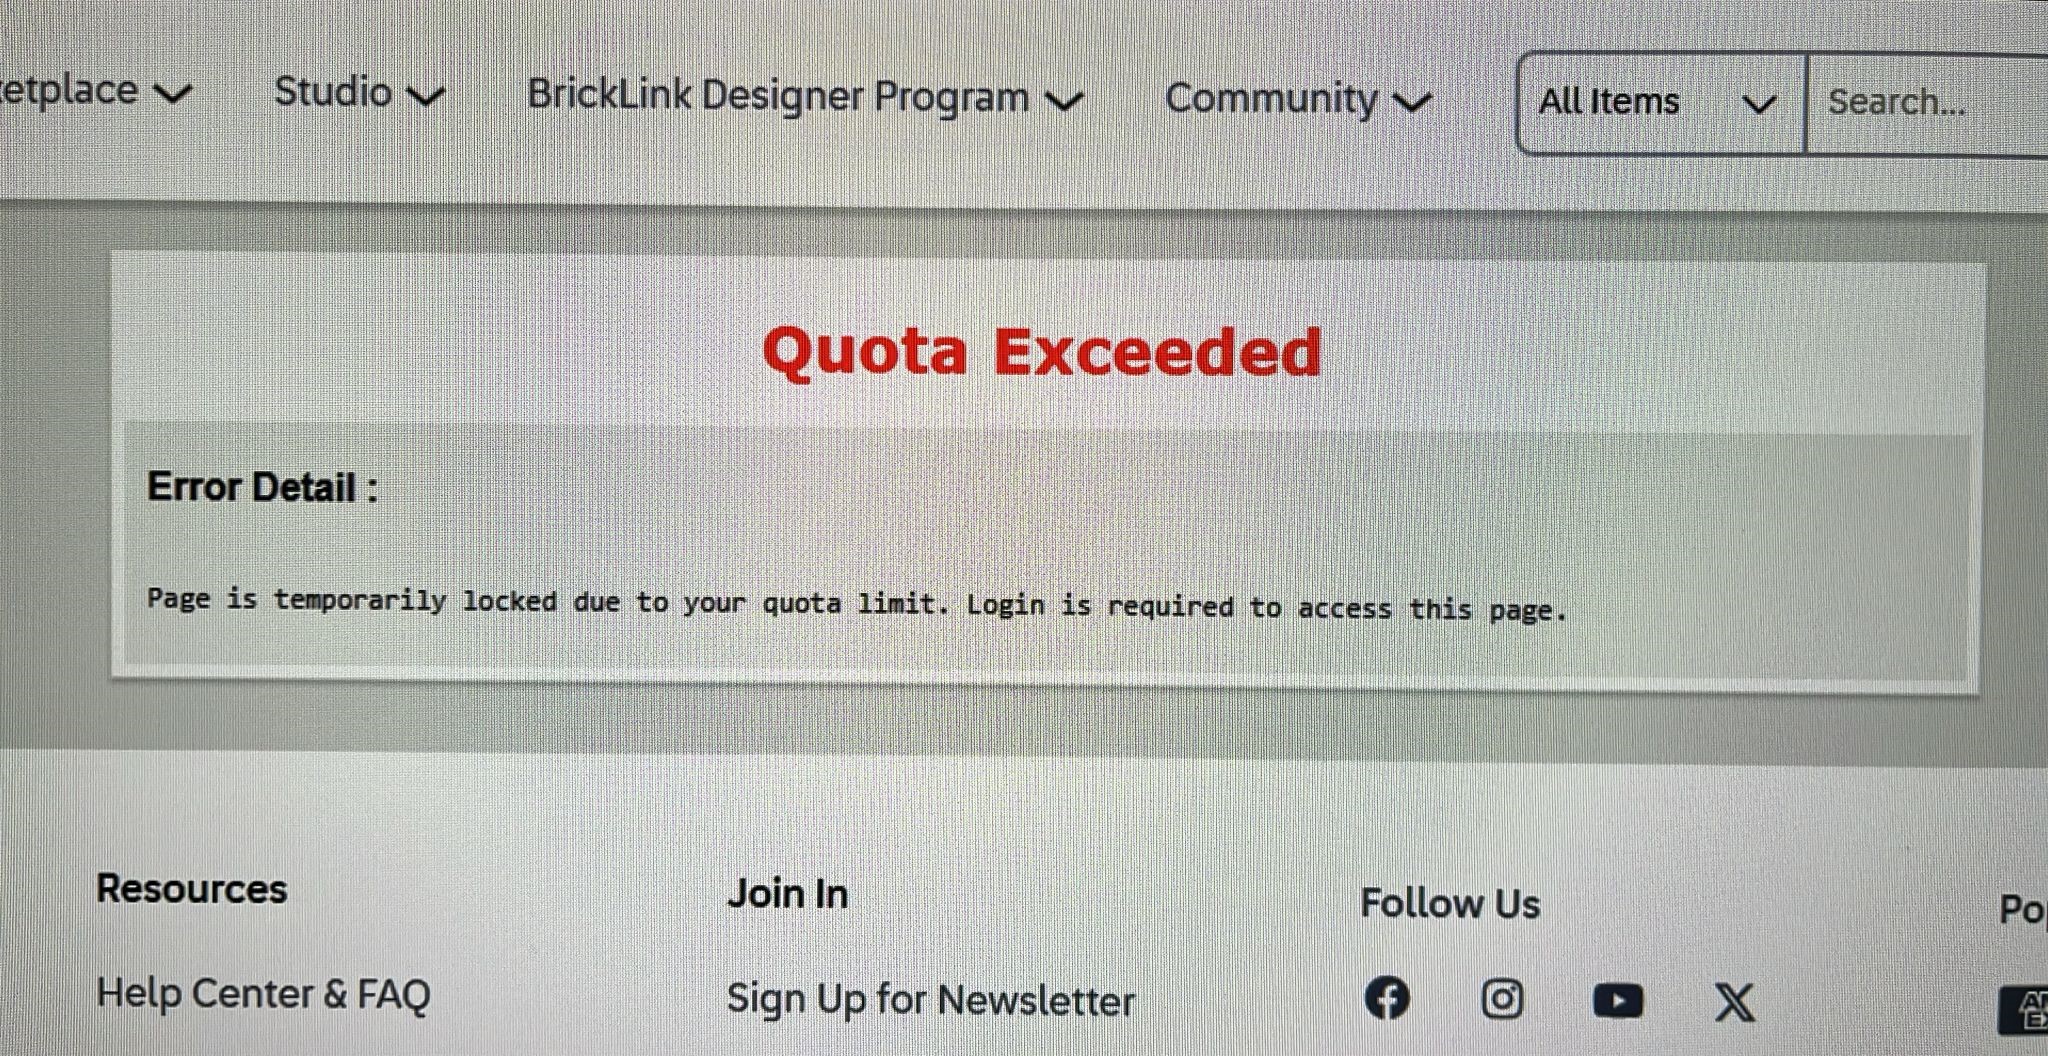 Studio
BrickLink Designer Program
Community
All Items
Search...
Quota Exceeded
Error Detail :
Page is temporarily locked due to your quota limit. Login is required to access this page.
Resources
Join In
Follow Us
Help Center & FAQ
Sign Up for Newsletter